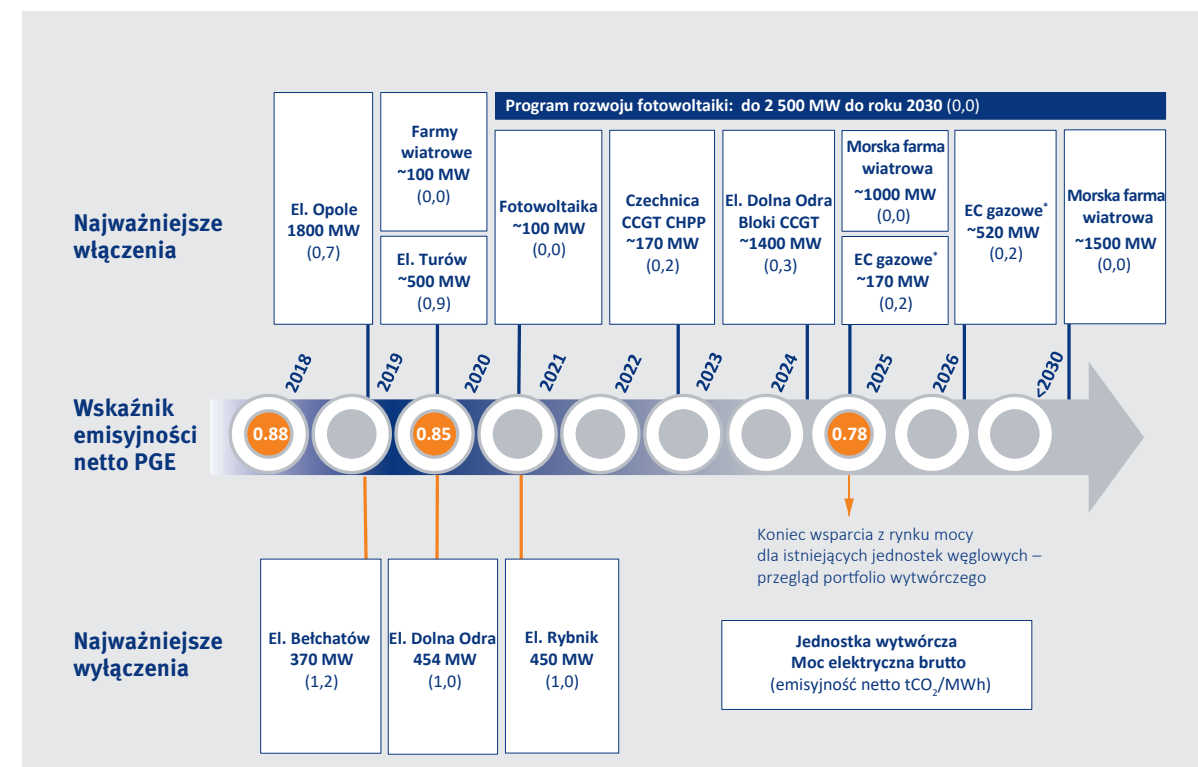 Program rozwoju fotowoltaiki: do 2 500 MW do roku 2030 (0,0)
Najważniejsze
włączenia
El. Opole
1800 MW
(0,7)
Farmy
wiatrowe
~100 MW
(0,0)
El. Turów
~500 MW
(0,9)
Fotowoltaika
~100 MW
(0,0)
Czechnica
CCGT CHPP
~170 MW
(0,2)
El. Dolna Odra
Bloki CCGT
~1400 MW
(0,3)
Morska farma
wiatrowa
~1000 MW
(0,0)
EC gazowe*
~170 MW
(0,2)
EC gazowe*
~520 MW
(0,2)
Morska farma
wiatrowa
~1500 MW
(0,0)
2018
2019
2020
2021
2022
2023
2024
2025
2026
<2030
Wskaźnik
emisyjności
netto PGE
0.88
0.85
0.78
Koniec wsparcia z rynku mocy
dla istniejących jednostek węglowych –
przegląd portfolio wytwórczego
Najważniejsze
wyłączenia
El. Bełchatów
370 MW
(1,2)
El. Dolna Odra
454 MW
(1,0)
El. Rybnik
450 MW
(1,0)
Jednostka wytwórcza
Moc elektryczna brutto
(emisyjność netto tCO₂/MWh)